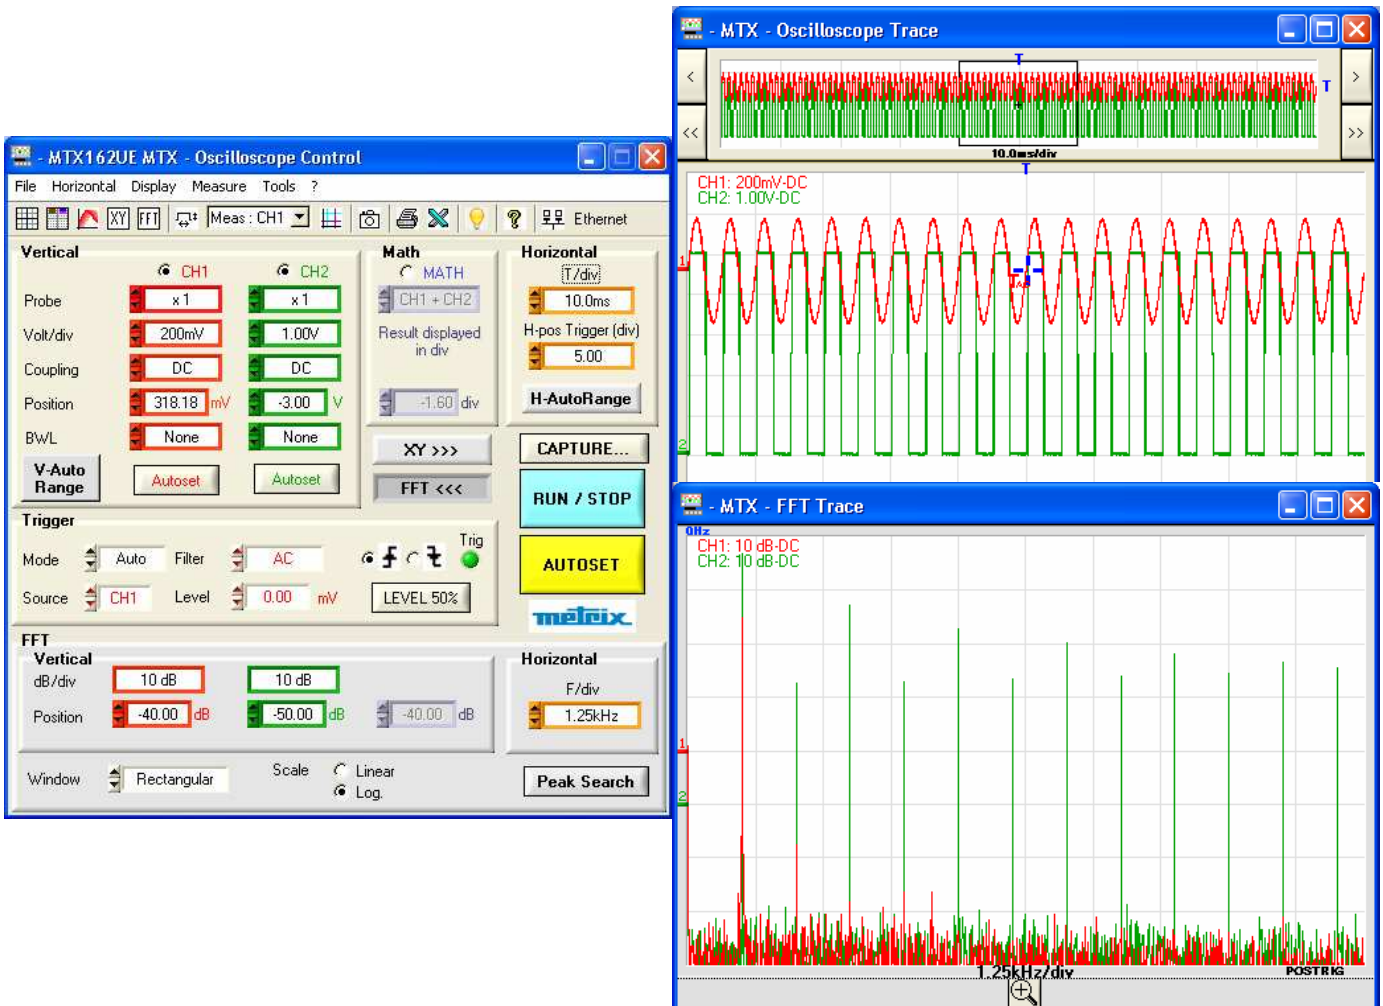 - MTX162UE MTX - Oscilloscope Control
File Horizontal Display Measure Tools ?
XY FFT Meas : CH1 Ethernet
Vertical
CH1 CH2
Probe x 1 x 1
Volt/div 200mV 1.00V
Coupling DC DC
Position 318.18 mV -3.00 V
BWL None None
V-Auto Range
Autoset Autoset
Math
MATH
CH1 + CH2
Result displayed
in div
-1.60 div
XY >>>
FFT <<<
Horizontal
T/div
10.0ms
H-pos Trigger (div)
5.00
H-AutoRange
CAPTURE...
RUN / STOP
AUTOSET
metrix
Trigger
Mode Auto Filter AC Trig
Source CH1 Level 0.00 mV LEVEL 50%
FFT
Vertical
dB/div 10 dB 10 dB
Position -40.00 dB -50.00 dB -40.00 dB
Horizontal
F/div
1.25kHz
Window Rectangular Scale Linear
Log.
Peak Search
- MTX - Oscilloscope Trace
< T >
T
<< >>
10.0ms/div
T
CH1: 200mV-DC
CH2: 1.00V-DC
1
T
2
- MTX - FFT Trace
0Hz
CH1: 10 dB-DC
CH2: 10 dB-DC
1
2
1.25kHz/div
POSTRIG